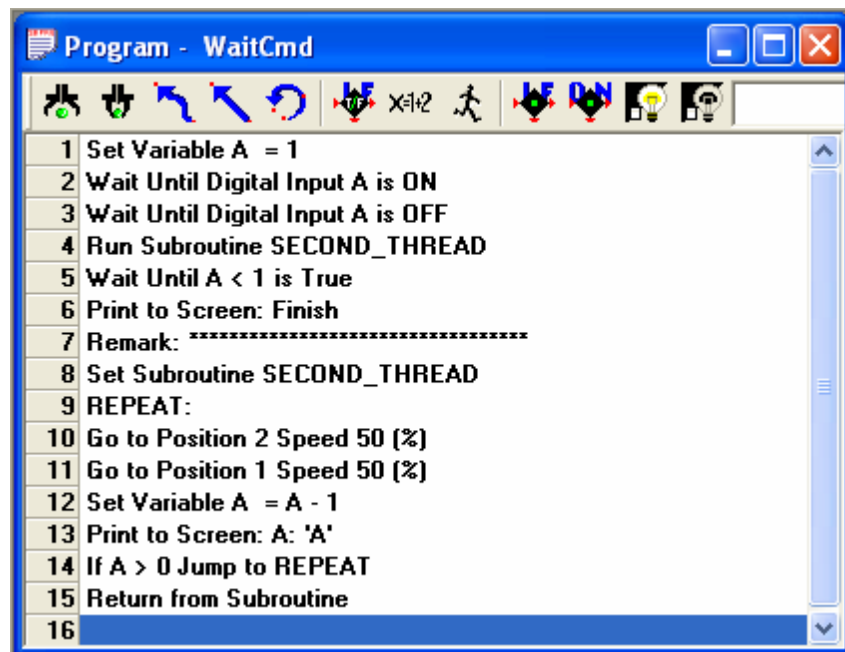 Program - WaitCmd
IF T/F X=1+2 IF O N
1 Set Variable A = 1
2 Wait Until Digital Input A is ON
3 Wait Until Digital Input A is OFF
4 Run Subroutine SECOND_THREAD
5 Wait Until A < 1 is True
6 Print to Screen: Finish
7 Remark: **********************************
8 Set Subroutine SECOND_THREAD
9 REPEAT:
10 Go to Position 2 Speed 50 (%)
11 Go to Position 1 Speed 50 (%)
12 Set Variable A = A - 1
13 Print to Screen: A: 'A'
14 If A > 0 Jump to REPEAT
15 Return from Subroutine
16